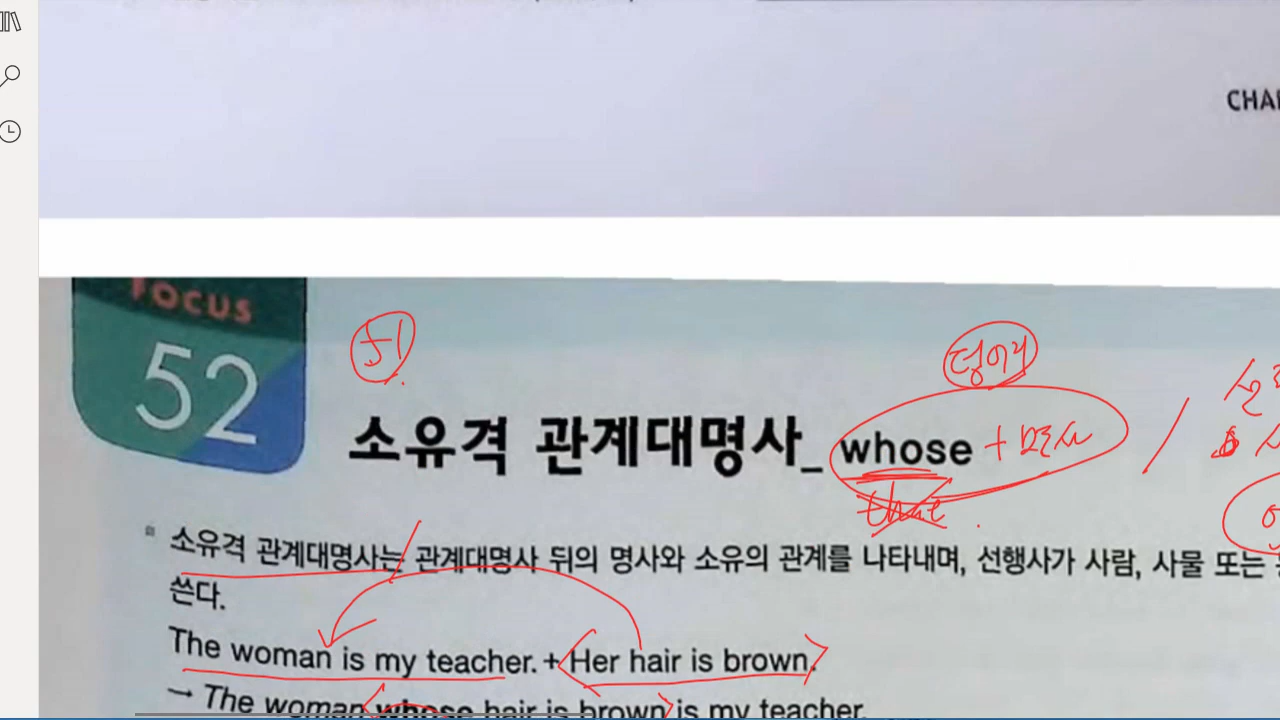 CHA
FOCUS
52
51
덩어리
소유격 관계대명사_ whose + 명사
that
소유격 관계대명사는 관계대명사 뒤의 명사와 소유의 관계를 나타내며, 선행사가 사람, 사물 또는
쓴다.
The woman is my teacher. + Her hair is brown.
→ The woman whose hair is brown is my teacher.